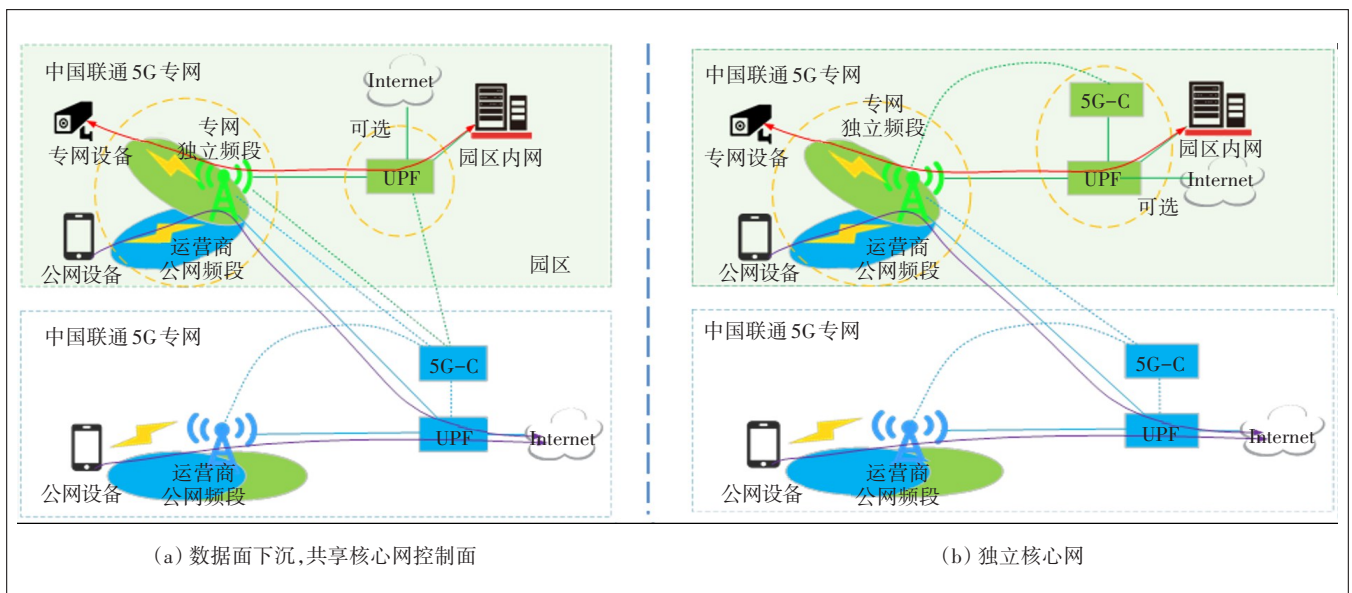 中国联通5G专网
Internet
专网
独立频段
可选
专网设备
UPF
园区内网
运营商
公网频段
公网设备
园区
中国联通5G专网
5G-C
UPF
Internet
运营商
公网频段
公网设备
(a) 数据面下沉,共享核心网控制面
中国联通5G专网
5G-C
专网
独立频段
专网设备
园区内网
UPF
Internet
可选
运营商
公网频段
公网设备
中国联通5G专网
5G-C
UPF
Internet
运营商
公网频段
公网设备
(b) 独立核心网